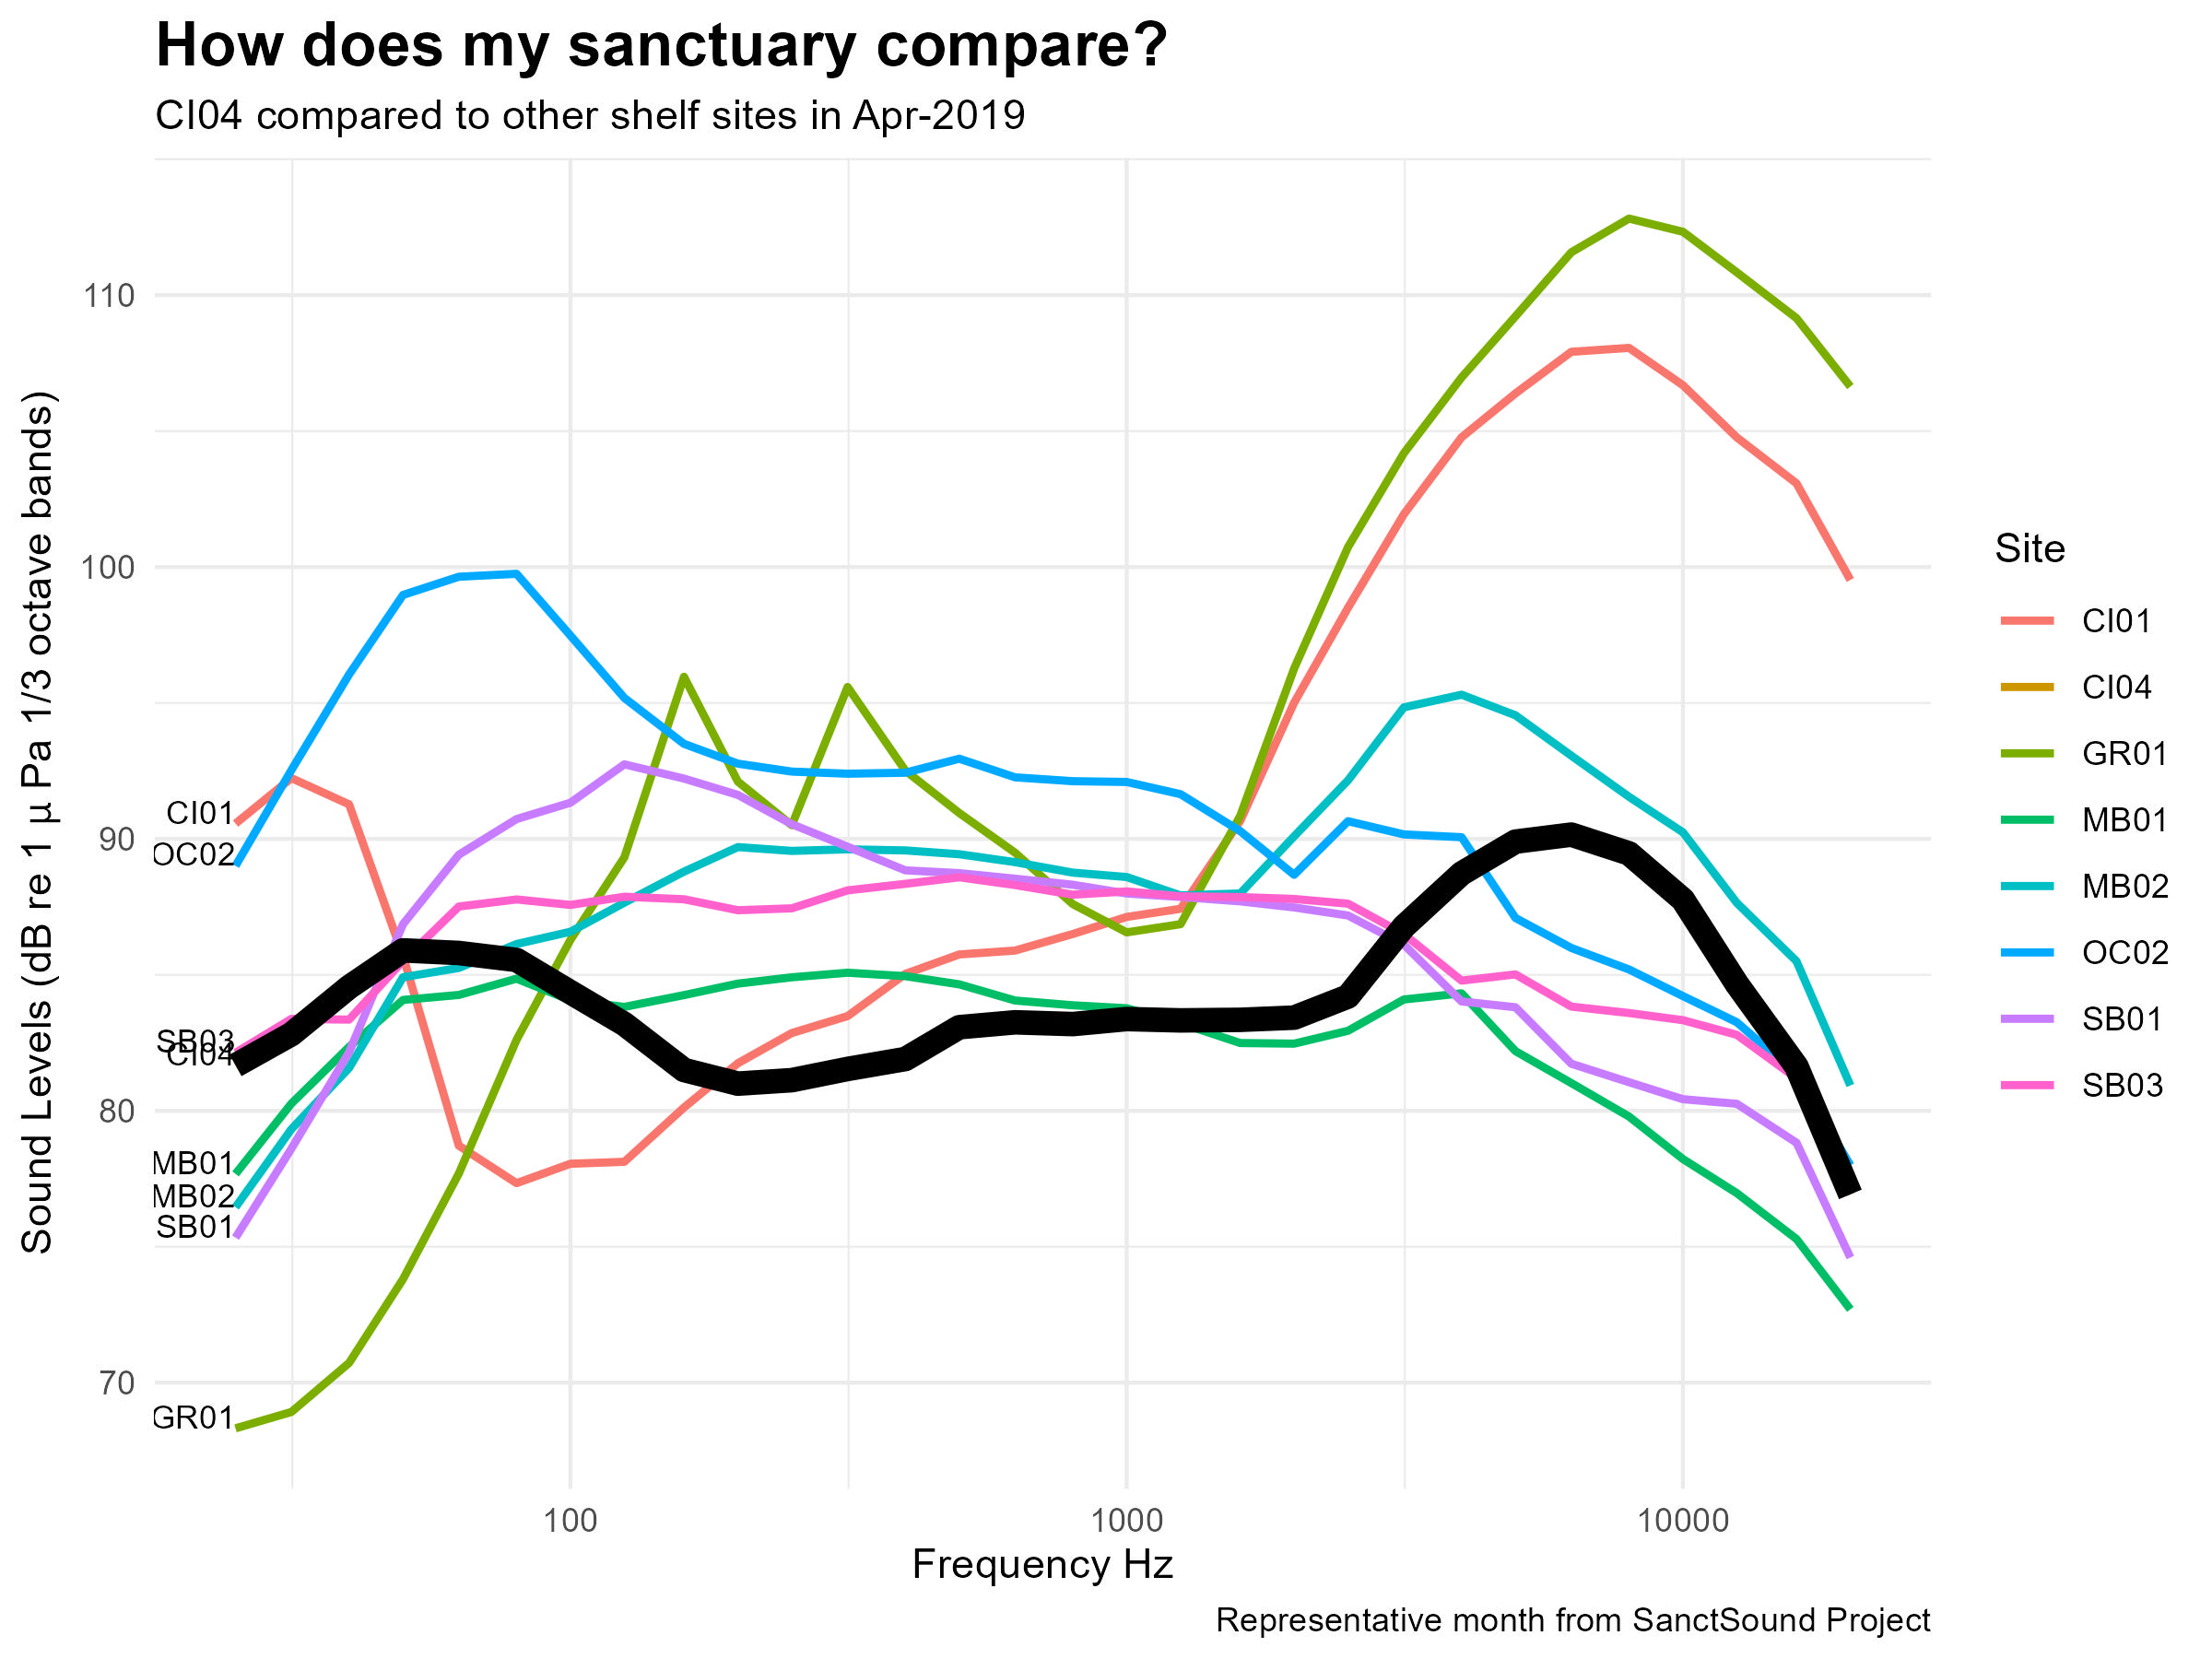 How does my sanctuary compare?
CI04 compared to other shelf sites in Apr-2019
Sound Levels (dB re 1 µ Pa 1/3 octave bands)
110
100
90
80
70
CI01
OC02
SB03
CI04
MB01
MB02
SB01
GR01
100
1000
10000
Frequency Hz
Site
CI01
CI04
GR01
MB01
MB02
OC02
SB01
SB03
Representative month from SanctSound Project